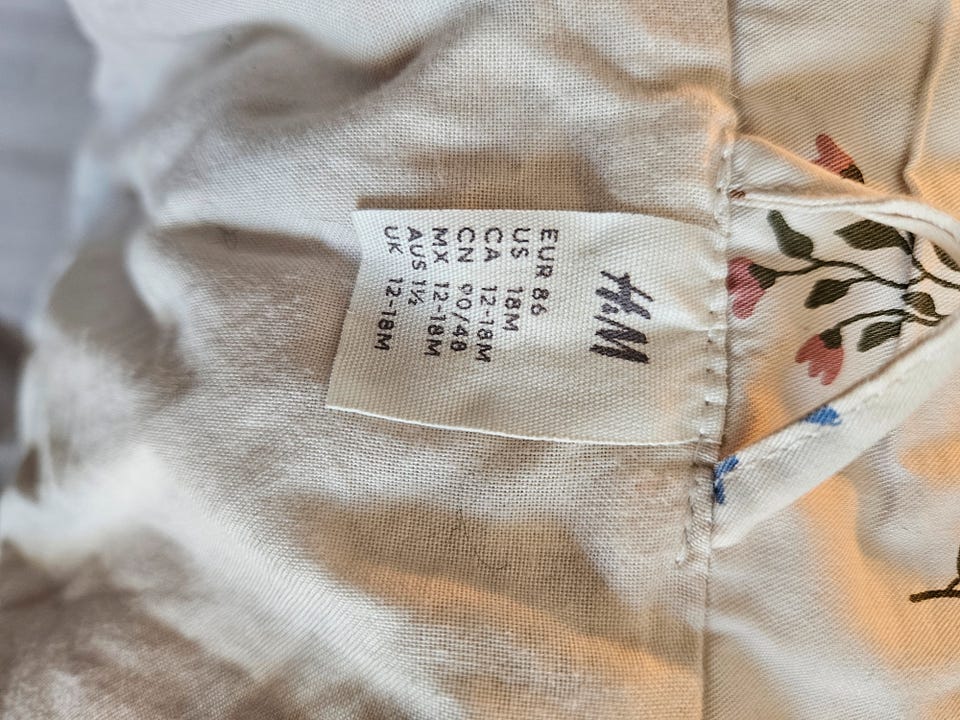 H&M
EUR 86
US 18M
CA 12-18M
CN 90/48
MX 12-18M
AUS 1½
UK 12-18M